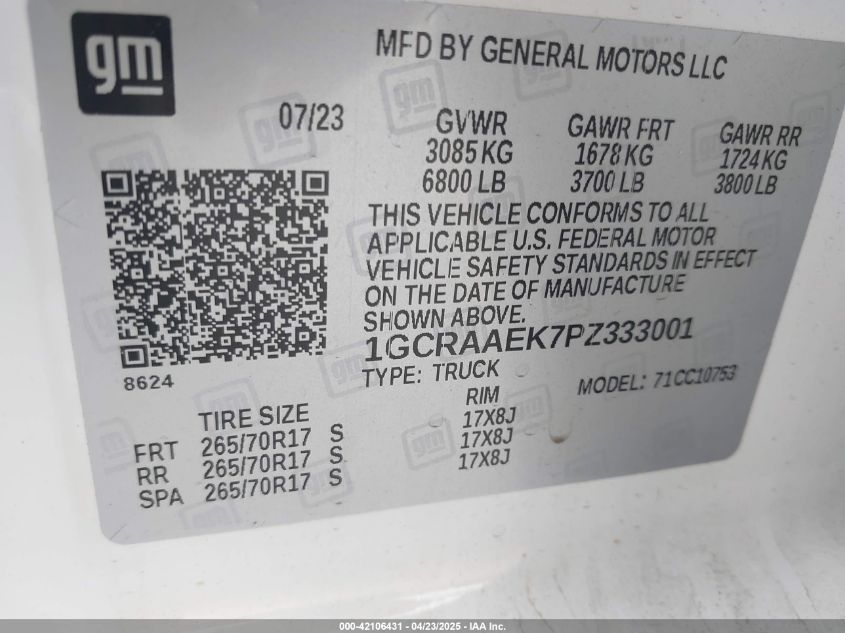 gm
MFD BY GENERAL MOTORS LLC
07/23
GVWR GAWR FRT GAWR RR
3085 KG 1678 KG 1724 KG
6800 LB 3700 LB 3800 LB
THIS VEHICLE CONFORMS TO ALL
APPLICABLE U.S. FEDERAL MOTOR
VEHICLE SAFETY STANDARDS IN EFFECT
ON THE DATE OF MANUFACTURE
SHOWN ABOVE.
1GCRAAEK7PZ333001
8624
TYPE: TRUCK MODEL: 71CC10753
TIRE SIZE RIM
FRT 265/70R17 S 17X8J
RR 265/70R17 S 17X8J
SPA 265/70R17 S 17X8J
000-42106431 - 04/23/2025 - IAA Inc.